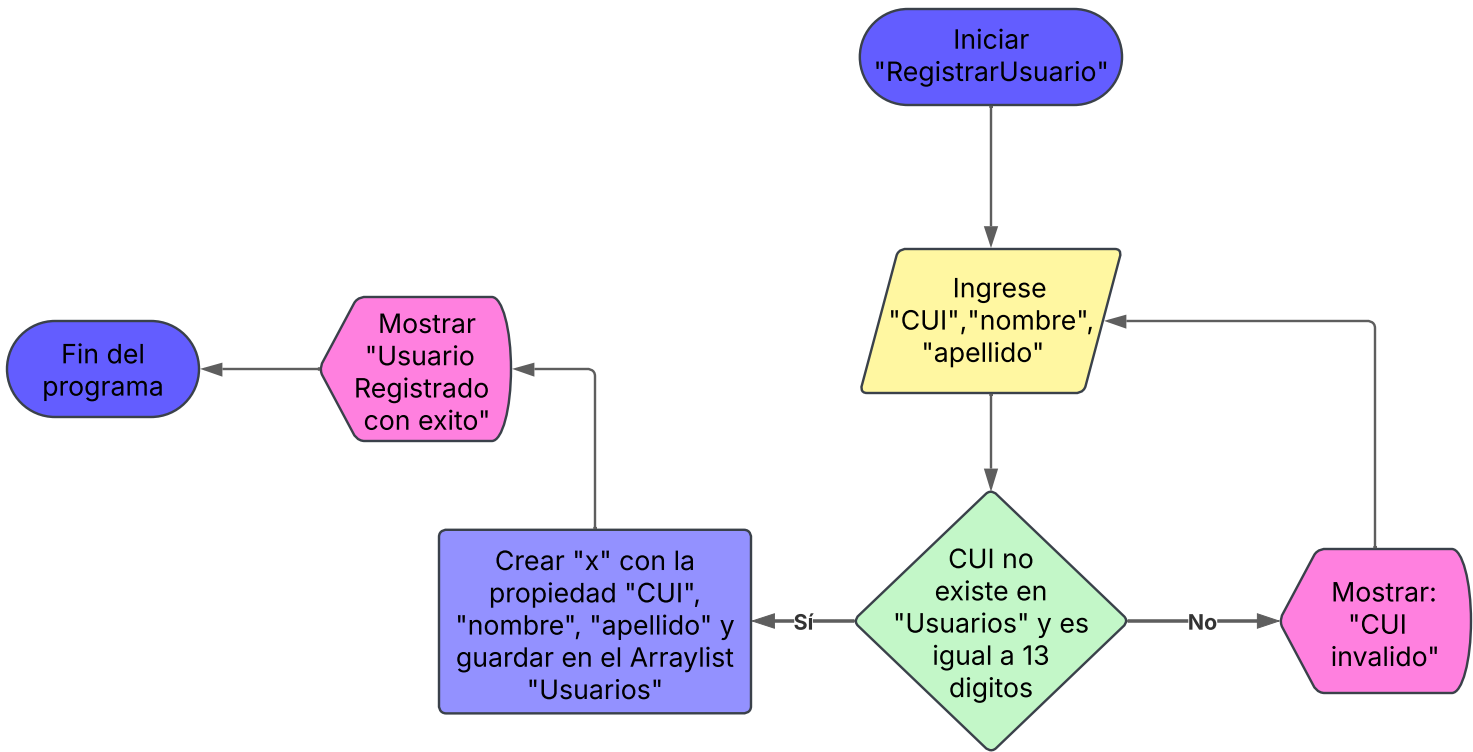 Iniciar
"RegistrarUsuario"
Ingrese
"CUI","nombre",
"apellido"
CUI no
existe en
"Usuarios" y es
igual a 13
digitos
No
Mostrar:
"CUI
invalido"
Sí
Crear "x" con la
propiedad "CUI",
"nombre", "apellido" y
guardar en el Arraylist
"Usuarios"
Mostrar
"Usuario
Registrado
con exito"
Fin del
programa